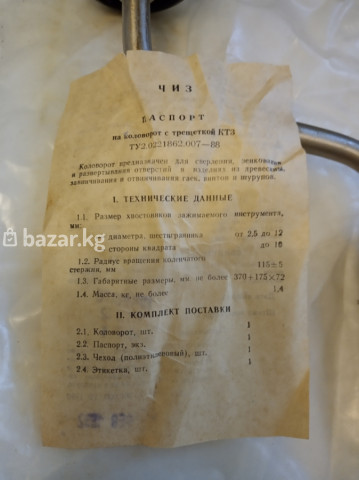 ЧИЗ
ПАСПОРТ
на коловорот с трещеткой КТЗ
ТУ2.0221862.007—88
Коловорот предназначен для сверления, зенкования
и развертывания отверстий в изделиях из древесины,
завинчивания и отвинчивания гаек, винтов и шурупов.
I. ТЕХНИЧЕСКИЕ ДАННЫЕ
1.1. Размер хвостовиков зажимаемого инструмента,
мм:
диаметра, шестигранника от 2,5 до 12
стороны квадрата до 18
1.2. Радиус вращения коленчатого
стержня, мм 115±5
1.3. Габаритные размеры, мм не более 370+175×72
1.4. Масса, кг, не более 1.4
II. КОМПЛЕКТ ПОСТАВКИ
2.1. Коловорот, шт. 1
2.2. Паспорт, экз. 1
2.3. Чехол (полиэтиленовый), шт. 1
2.4. Этикетка, шт. 1
bazar.kg